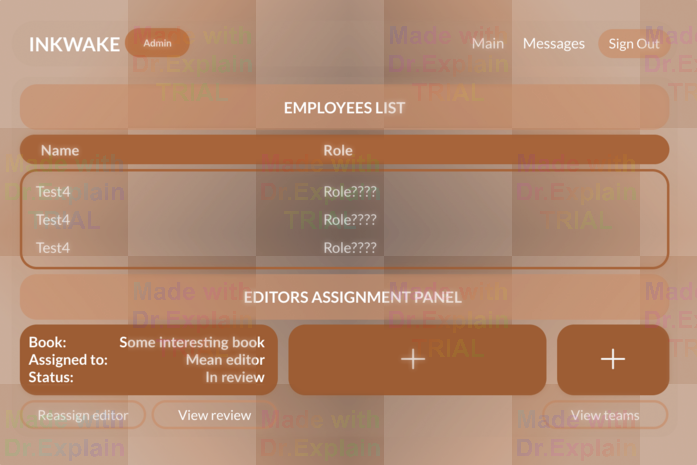 INKWAKE Admin Main Messages Sign Out
EMPLOYEES LIST
Name Role
Test4 Role????
Test4 Role????
Test4 Role????
EDITORS ASSIGNMENT PANEL
Book: Some interesting book
Assigned to: Mean editor
Status: In review
Reassign editor View review View teams
Made with
Dr.Explain
TRIAL